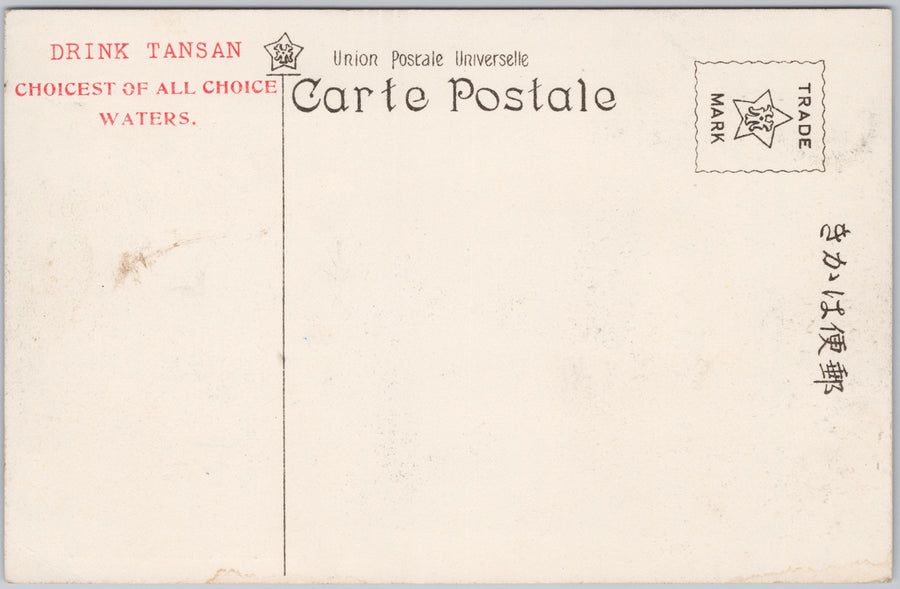 DRINK TANSAN
CHOICEST OF ALL CHOICE
WATERS.
Union Postale Universelle
Carte Postale
TRADE
MARK
郵便はかき